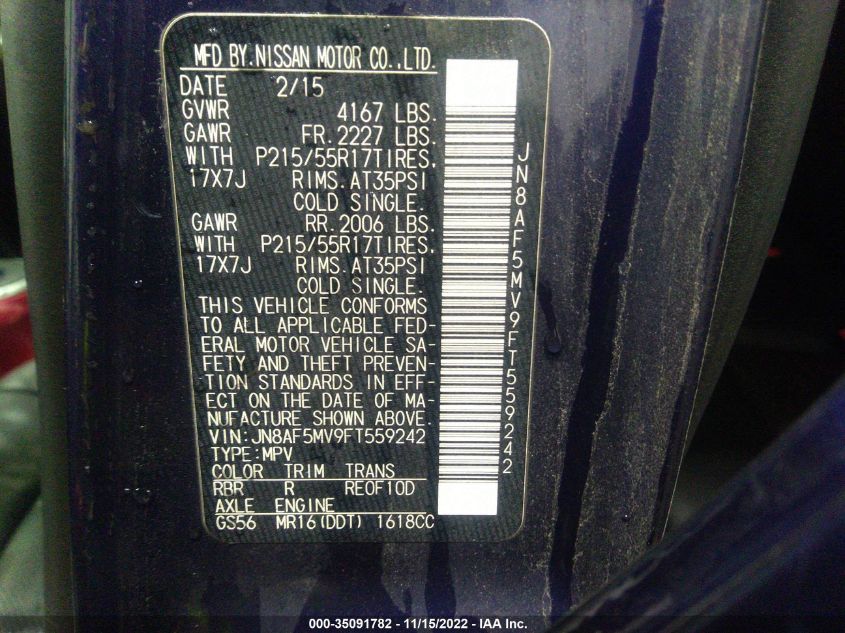 MFD BY.NISSAN MOTOR CO.,LTD.
DATE 2/15
GVWR 4167 LBS.
GAWR FR.2227 LBS.
WITH P215/55R17TIRES,
17X7J RIMS.AT35PSI
COLD SINGLE.
GAWR RR.2006 LBS.
WITH P215/55R17TIRES,
17X7J RIMS.AT35PSI
COLD SINGLE.
THIS VEHICLE CONFORMS
TO ALL APPLICABLE FED-
ERAL MOTOR VEHICLE SA-
FETY AND THEFT PREVEN-
TION STANDARDS IN EFF-
ECT ON THE DATE OF MA-
NUFACTURE SHOWN ABOVE.
VIN:JN8AF5MV9FT559242
TYPE:MPV
COLOR TRIM TRANS
RBR R RE0F10D
AXLE ENGINE
GS56 MR16(DDT) 1618CC
JN8AF5MV9FT559242
000-35091782 - 11/15/2022 - IAA Inc.